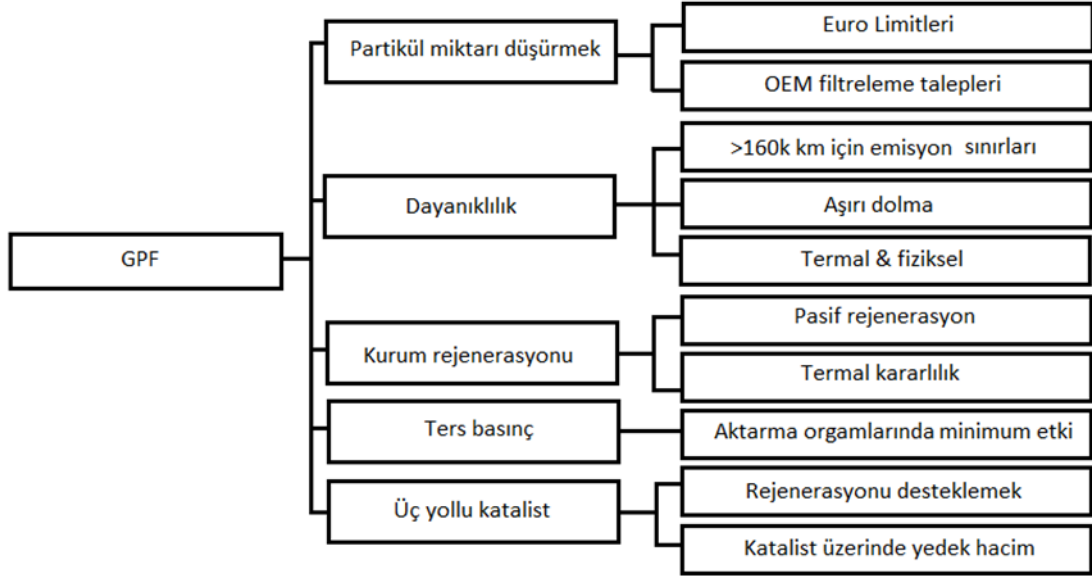 GPF
Partikül miktarı düşürmek
Euro Limitleri
OEM filtreleme talepleri
Dayanıklılık
>160k km için emisyon sınırları
Aşırı dolma
Termal & fiziksel
Kurum rejenerasyonu
Pasif rejenerasyon
Termal kararlılık
Ters basınç
Aktarma orgamlarında minimum etki
Üç yollu katalist
Rejenerasyonu desteklemek
Katalist üzerinde yedek hacim